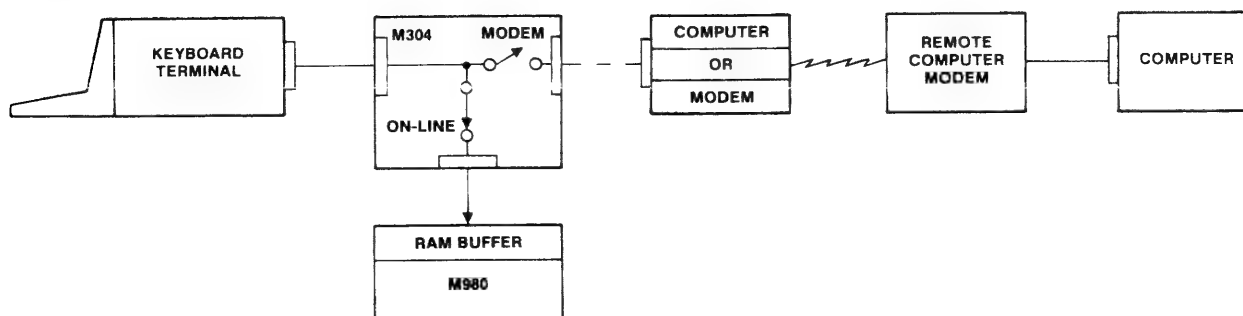 KEYBOARD
TERMINAL
M304
MODEM
ON-LINE
COMPUTER
OR
MODEM
REMOTE
COMPUTER
MODEM
COMPUTER
RAM BUFFER
M980